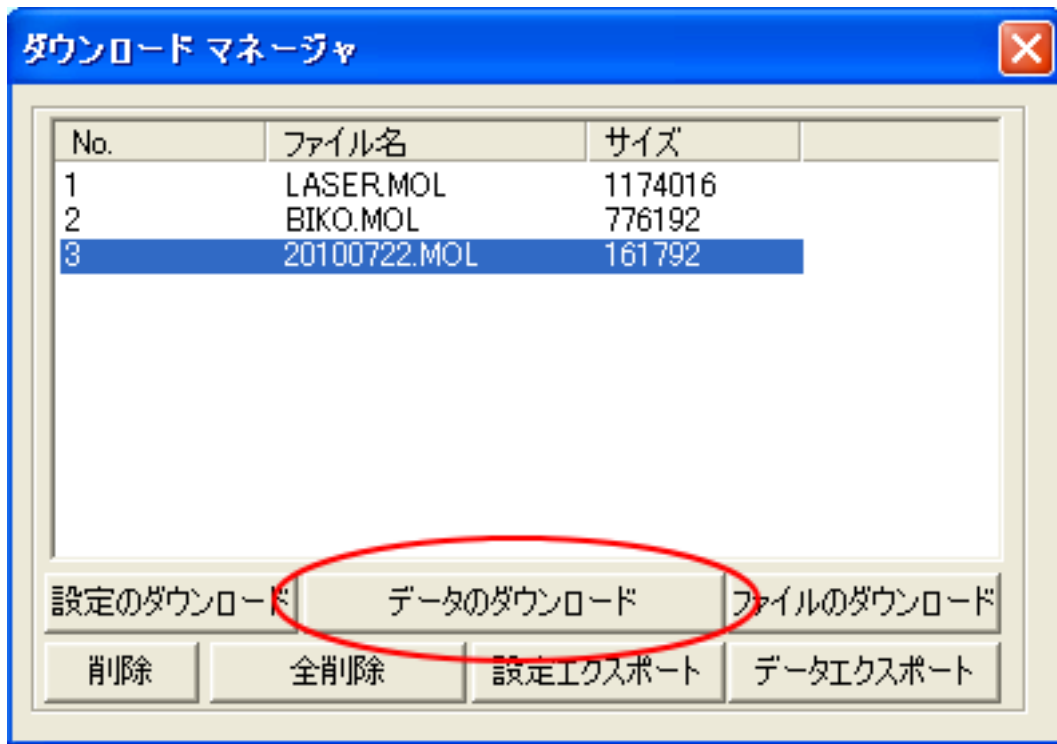 ダウンロード マネージャ
No. ファイル名 サイズ
1 LASER.MOL 1174016
2 BIKO.MOL 776192
3 20100722.MOL 161792
設定のダウンロード データのダウンロード ファイルのダウンロード
削除 全削除 設定エクスポート データエクスポート